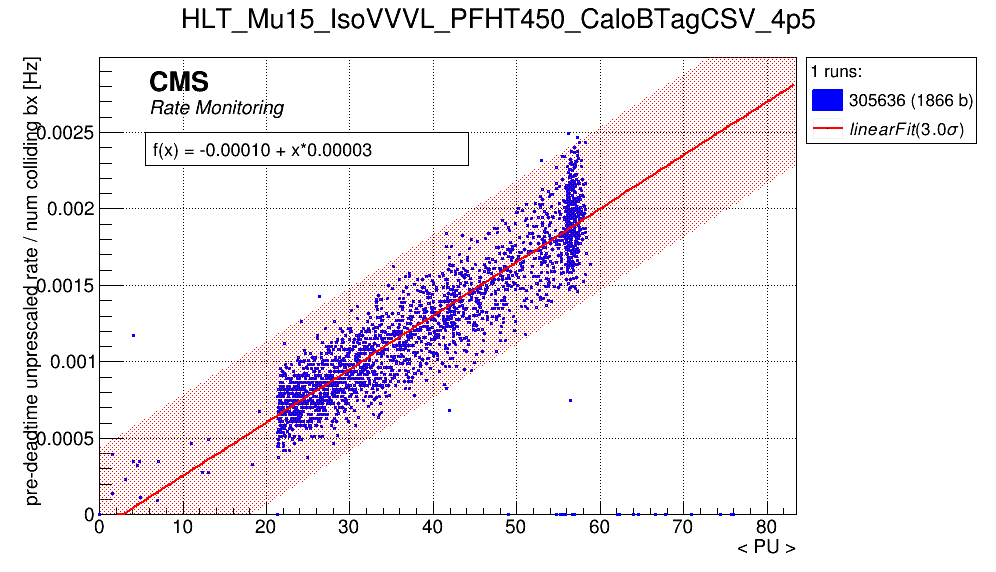 HLT_Mu15_IsoVVVL_PFHT450_CaloBTagCSV_4p5
pre-deadtime unprescaled rate / num colliding bx [Hz]
CMS
Rate Monitoring
f(x) = -0.00010 + x*0.00003
1 runs:
305636 (1866 b)
linearFit(3.0σ)
0.0025
0.002
0.0015
0.001
0.0005
0
0 10 20 30 40 50 60 70 80
< PU >